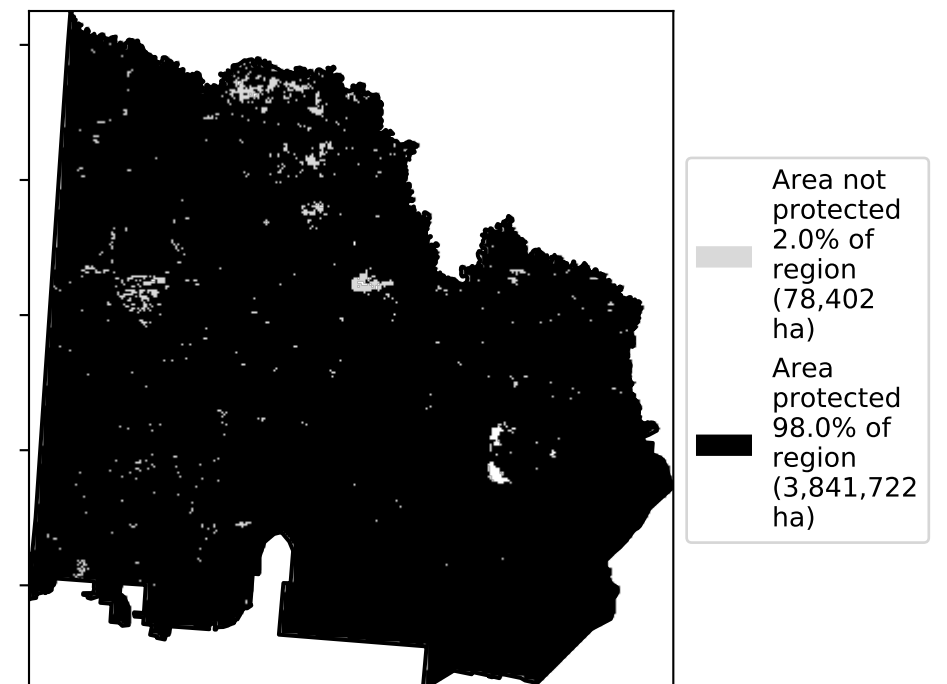 Area not
protected
2.0% of
region
(78,402
ha)
Area
protected
98.0% of
region
(3,841,722
ha)